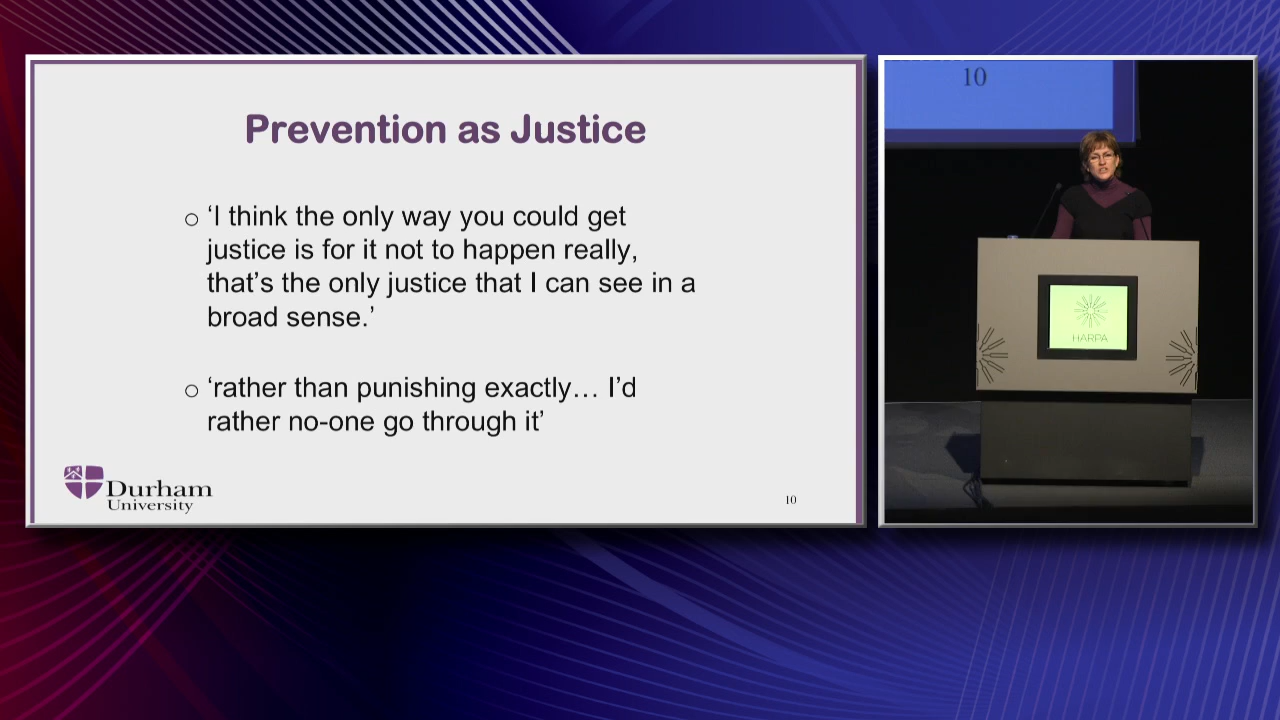 Prevention as Justice
‘I think the only way you could get
justice is for it not to happen really,
that’s the only justice that I can see in a
broad sense.’
‘rather than punishing exactly… I’d
rather no-one go through it’
Durham
University
10
10
HARPA